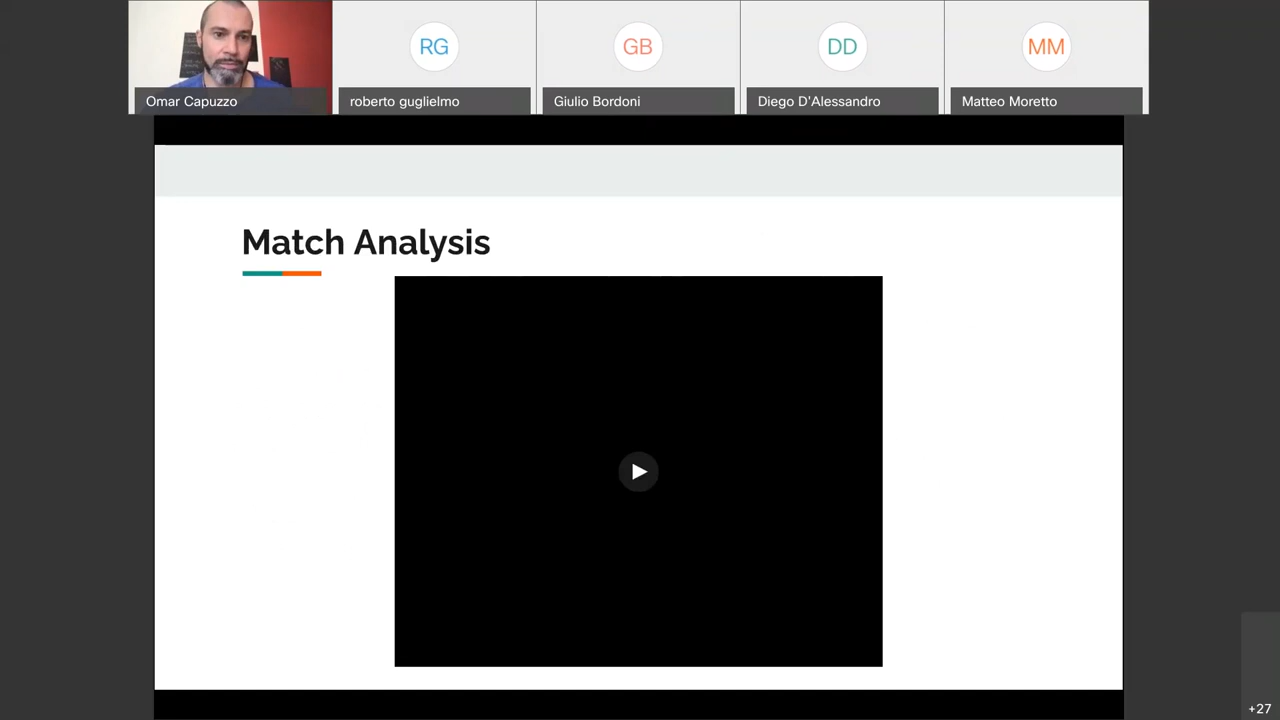 RG
GB
DD
MM
Omar Capuzzo
roberto guglielmo
Giulio Bordoni
Diego D'Alessandro
Matteo Moretto
Match Analysis
+27